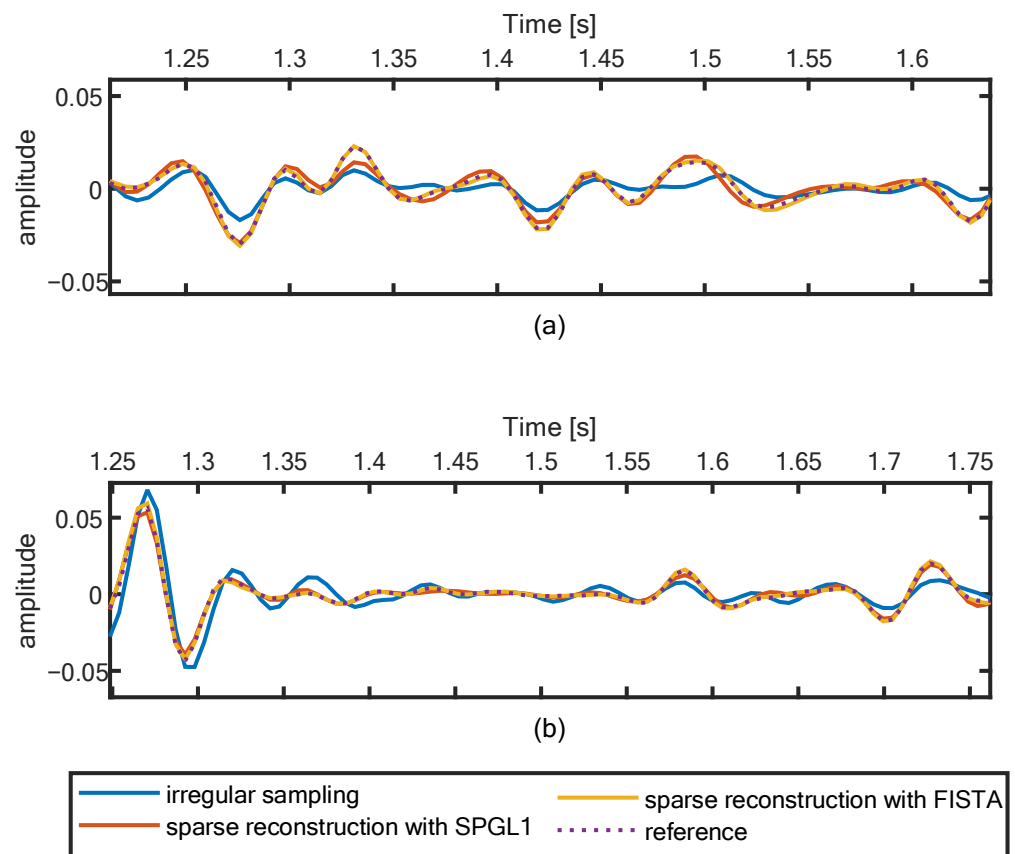 Time [s]
1.25 1.3 1.35 1.4 1.45 1.5 1.55 1.6
0.05
0
−0.05
amplitude
(a)
Time [s]
1.25 1.3 1.35 1.4 1.45 1.5 1.55 1.6 1.65 1.7 1.75
0.05
0
−0.05
amplitude
(b)
irregular sampling
sparse reconstruction with SPGL1
sparse reconstruction with FISTA
reference